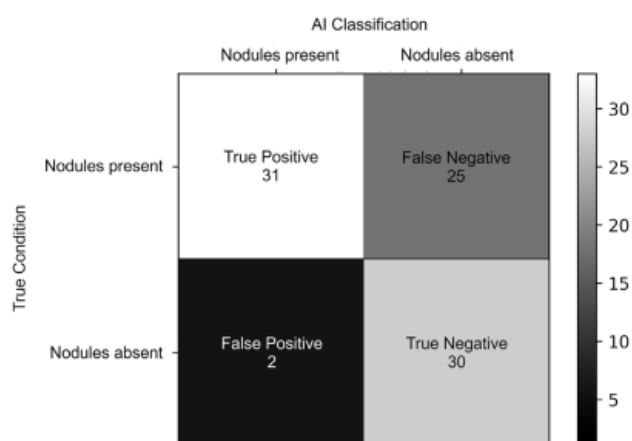 AI Classification
Nodules present
Nodules absent
True Condition
Nodules present
True Positive
31
False Negative
25
Nodules absent
False Positive
2
True Negative
30
30
25
20
15
10
5